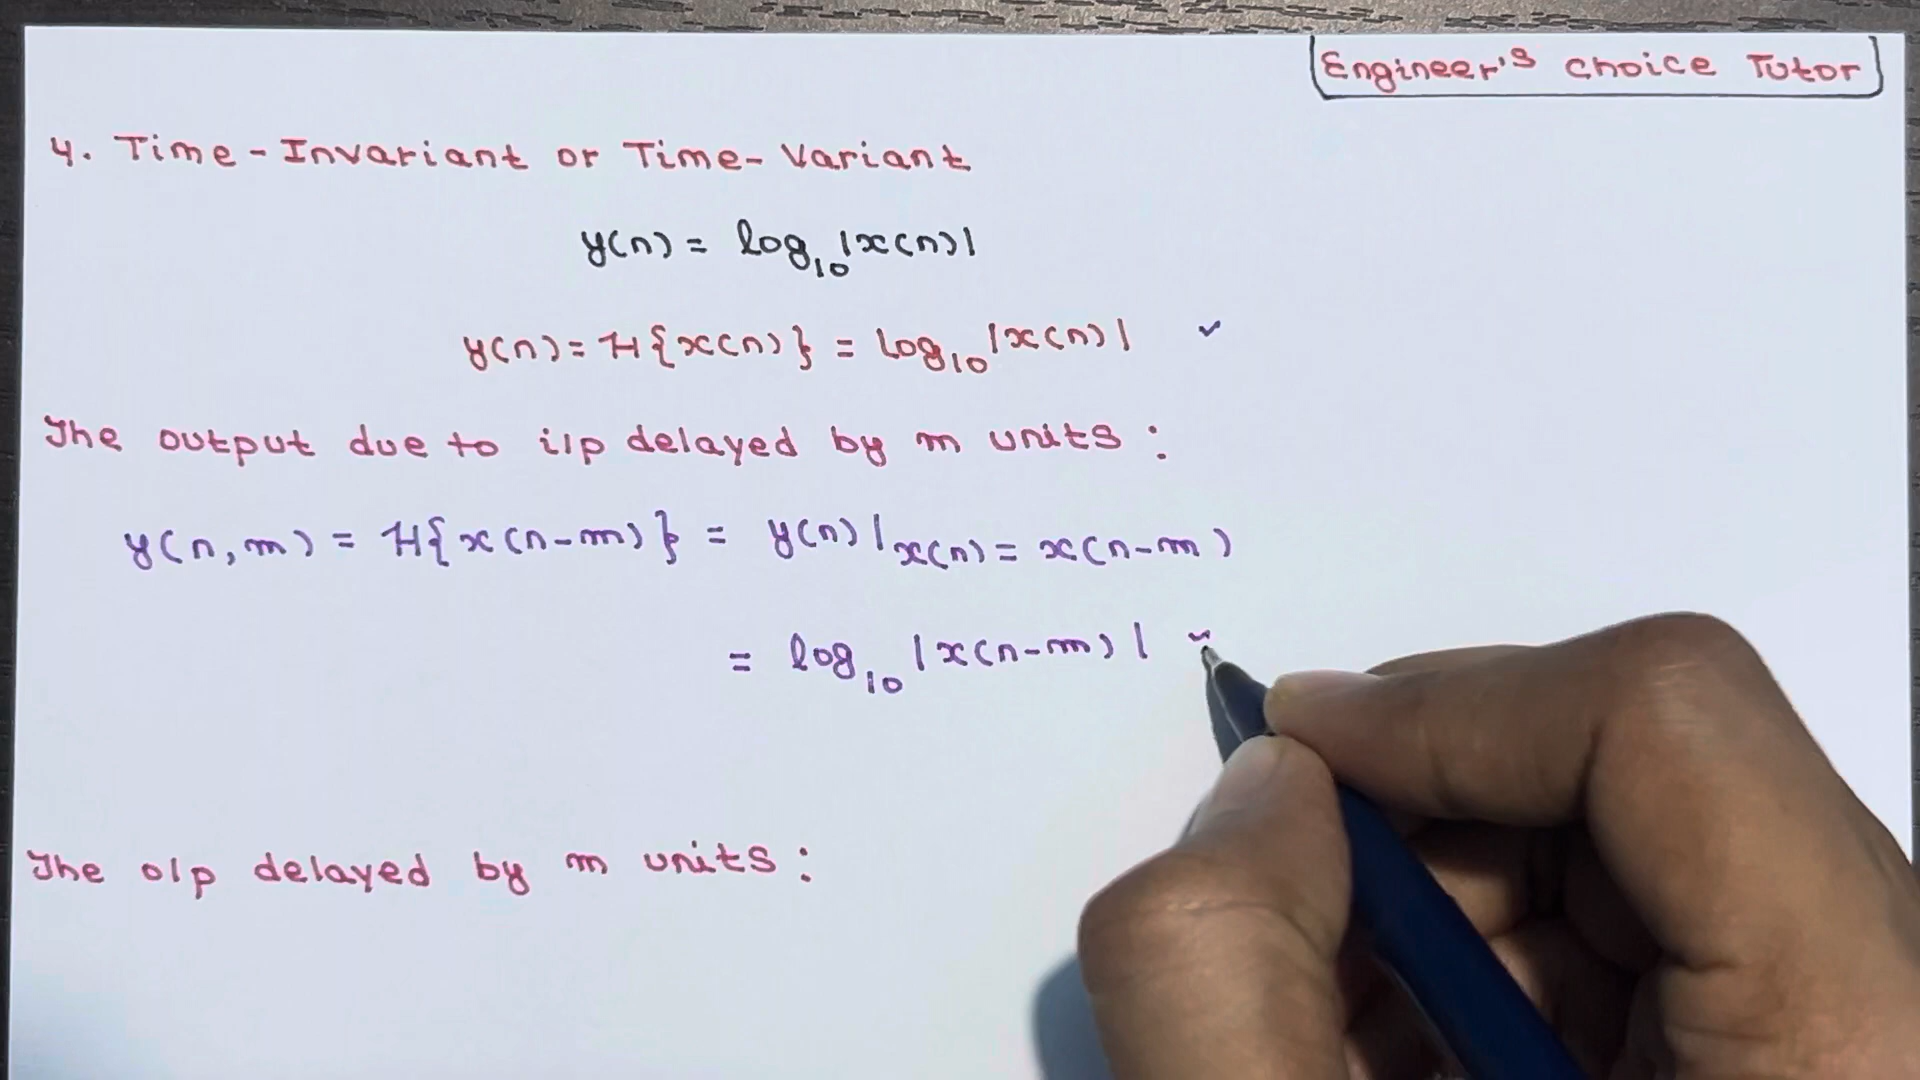 Engineer's choice Tutor
4. Time-Invariant or Time-Variant
y(n) = log₁₀|x(n)|
y(n) = H{x(n)} = log₁₀|x(n)| ✓
The output due to i/p delayed by m units :
y(n,m) = H{x(n-m)} = y(n)|x(n) = x(n-m)
= log₁₀ |x(n-m)|
The o/p delayed by m units :